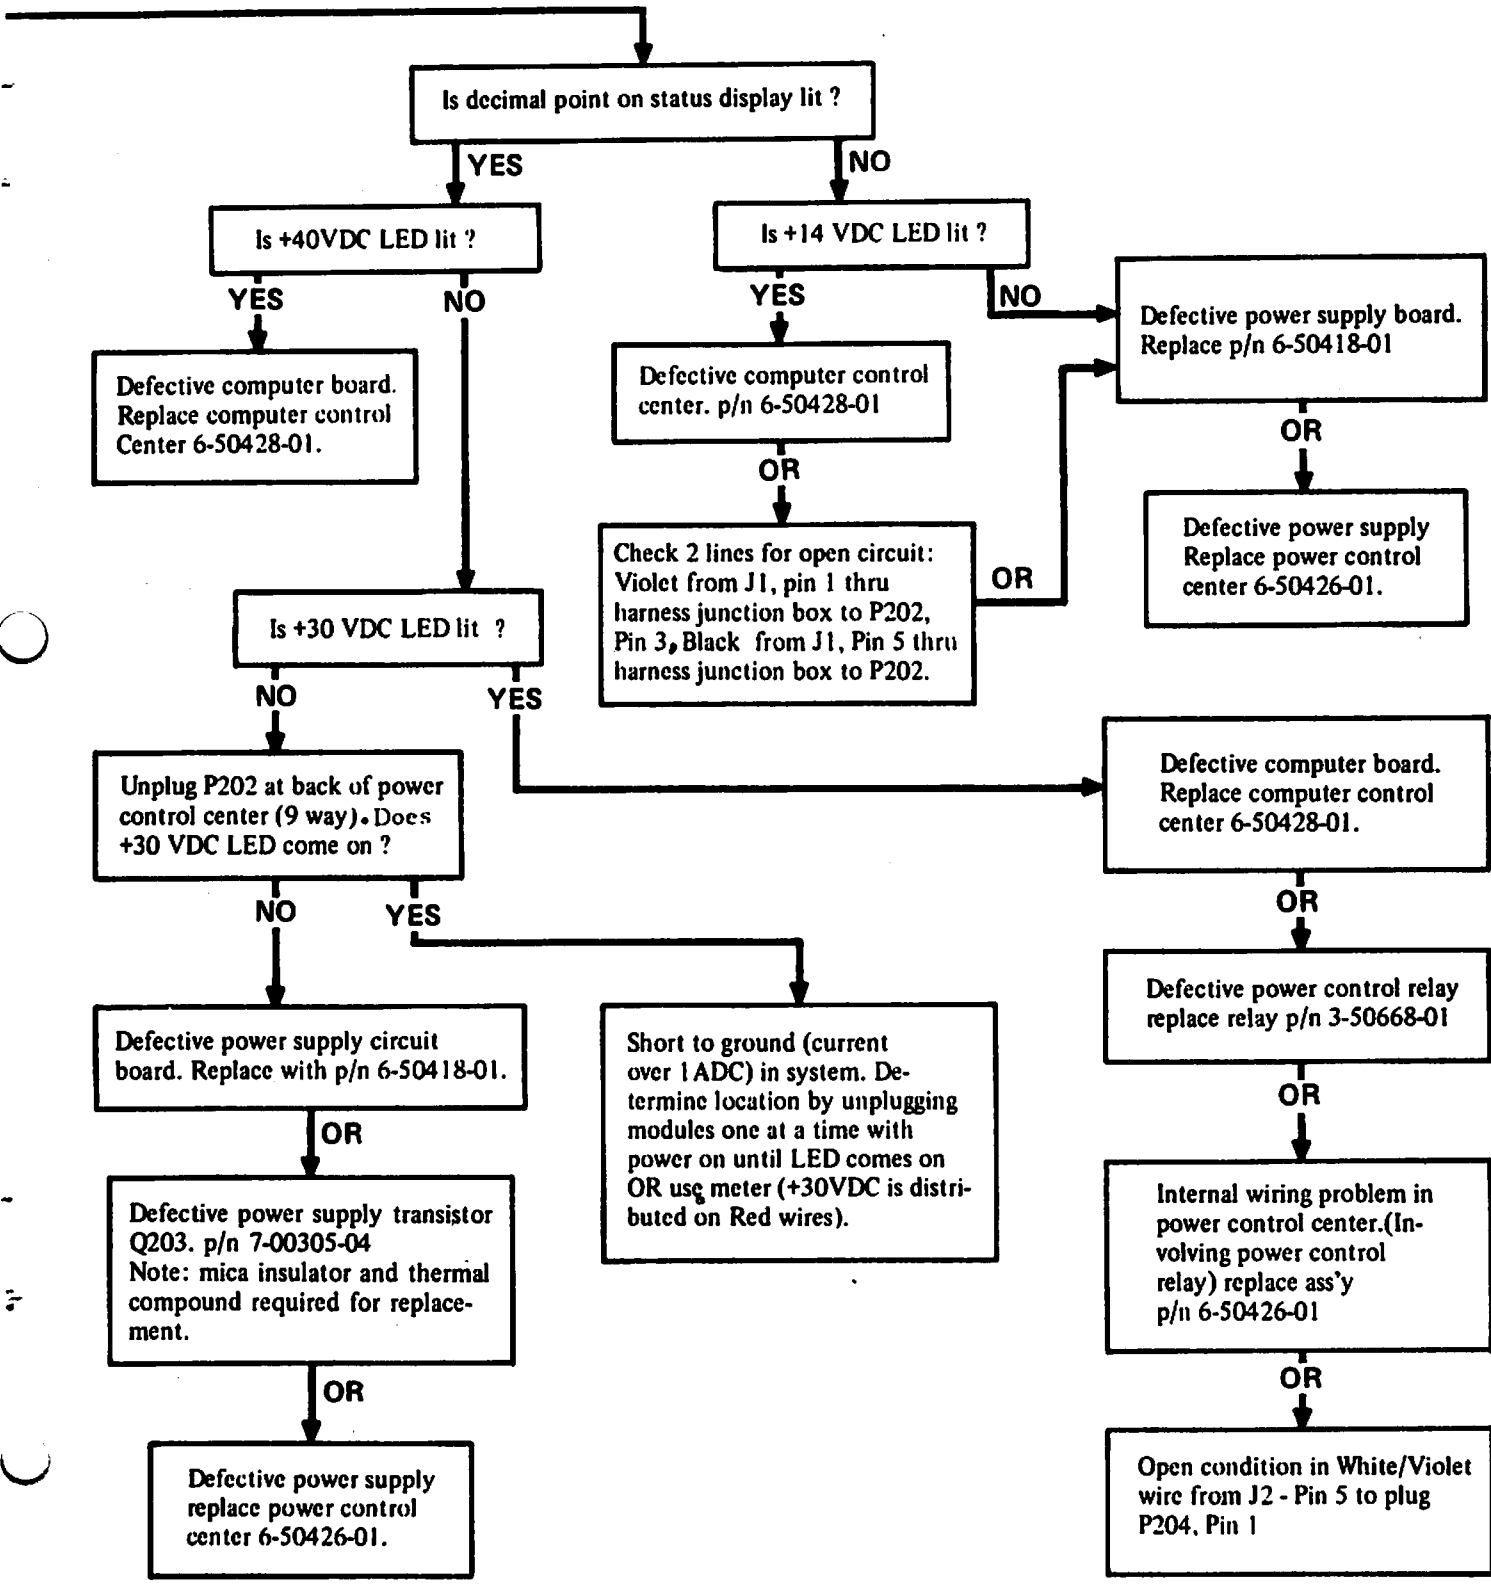 Is decimal point on status display lit ?
YES
NO
Is +40VDC LED lit ?
Is +14 VDC LED lit ?
YES
NO
YES
NO
Defective computer board.
Replace computer control
Center 6-50428-01.
Defective computer control
center. p/n 6-50428-01
Defective power supply board.
Replace p/n 6-50418-01
OR
OR
Check 2 lines for open circuit:
Violet from J1, pin 1 thru
harness junction box to P202,
Pin 3, Black from J1, Pin 5 thru
harness junction box to P202.
OR
Defective power supply
Replace power control
center 6-50426-01.
Is +30 VDC LED lit ?
NO
YES
Unplug P202 at back of power
control center (9 way). Does
+30 VDC LED come on ?
Defective computer board.
Replace computer control
center 6-50428-01.
NO
YES
OR
Defective power control relay
replace relay p/n 3-50668-01
Defective power supply circuit
board. Replace with p/n 6-50418-01.
Short to ground (current
over 1ADC) in system. De-
termine location by unplugging
modules one at a time with
power on until LED comes on
OR use meter (+30VDC is distri-
buted on Red wires).
OR
OR
Defective power supply transistor
Q203. p/n 7-00305-04
Note: mica insulator and thermal
compound required for replace-
ment.
Internal wiring problem in
power control center.(In-
volving power control
relay) replace ass'y
p/n 6-50426-01
OR
OR
Defective power supply
replace power control
center 6-50426-01.
Open condition in White/Violet
wire from J2 - Pin 5 to plug
P204, Pin 1